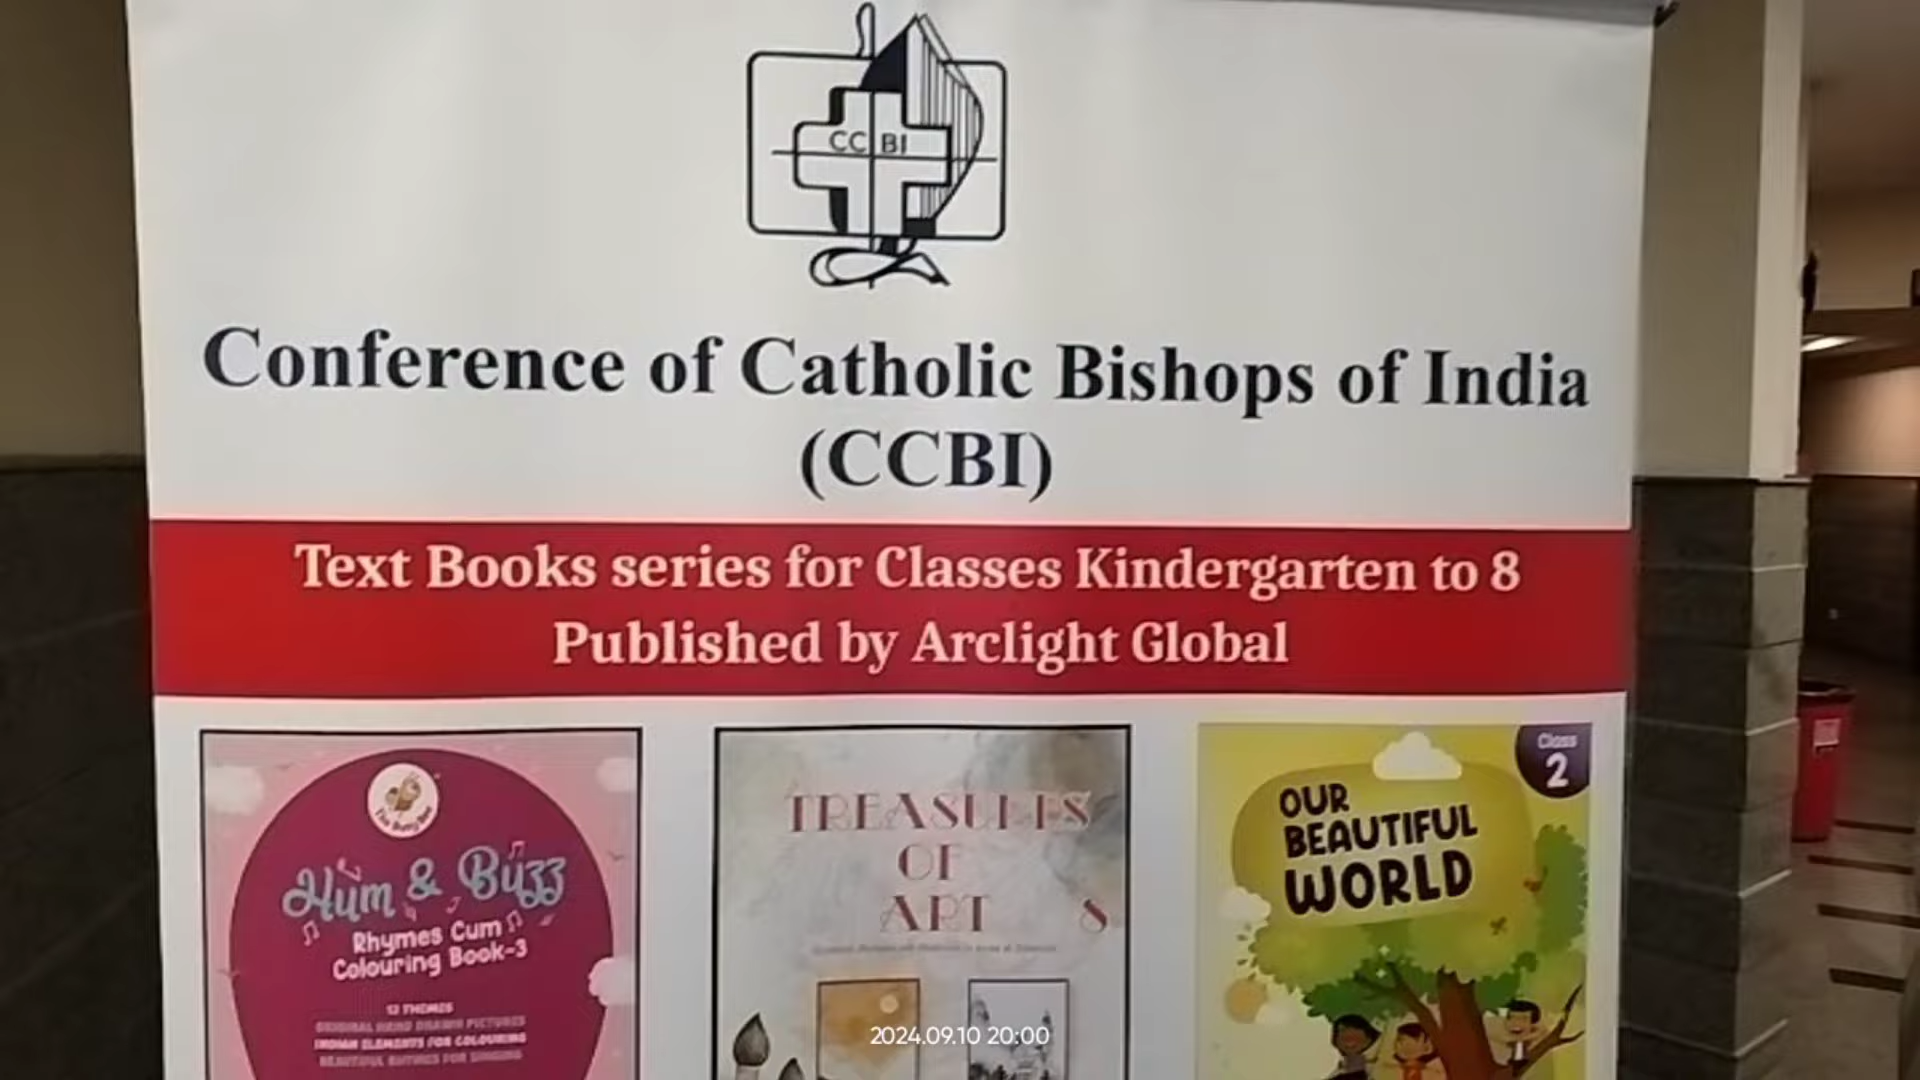 CC BI
Conference of Catholic Bishops of India
(CCBI)
Text Books series for Classes Kindergarten to 8
Published by Arclight Global
Hum & Buzz
Rhymes Cum
Colouring Book-3
12 THEMES
ORIGINAL HAND DRAWN PICTURES
INDIAN ELEMENTS FOR COLOURING
BEAUTIFUL RHYMES FOR SINGING
TREASURES
OF
ART 8
Class
2
OUR
BEAUTIFUL
WORLD
2024.09.10 20:00